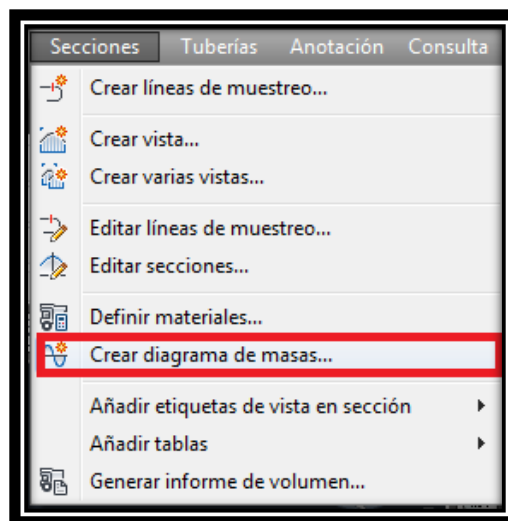 Secciones Tuberías Anotación Consulta
Crear líneas de muestreo...
Crear vista...
Crear varias vistas...
Editar líneas de muestreo...
Editar secciones...
Definir materiales...
Crear diagrama de masas...
Añadir etiquetas de vista en sección
Añadir tablas
Generar informe de volumen...